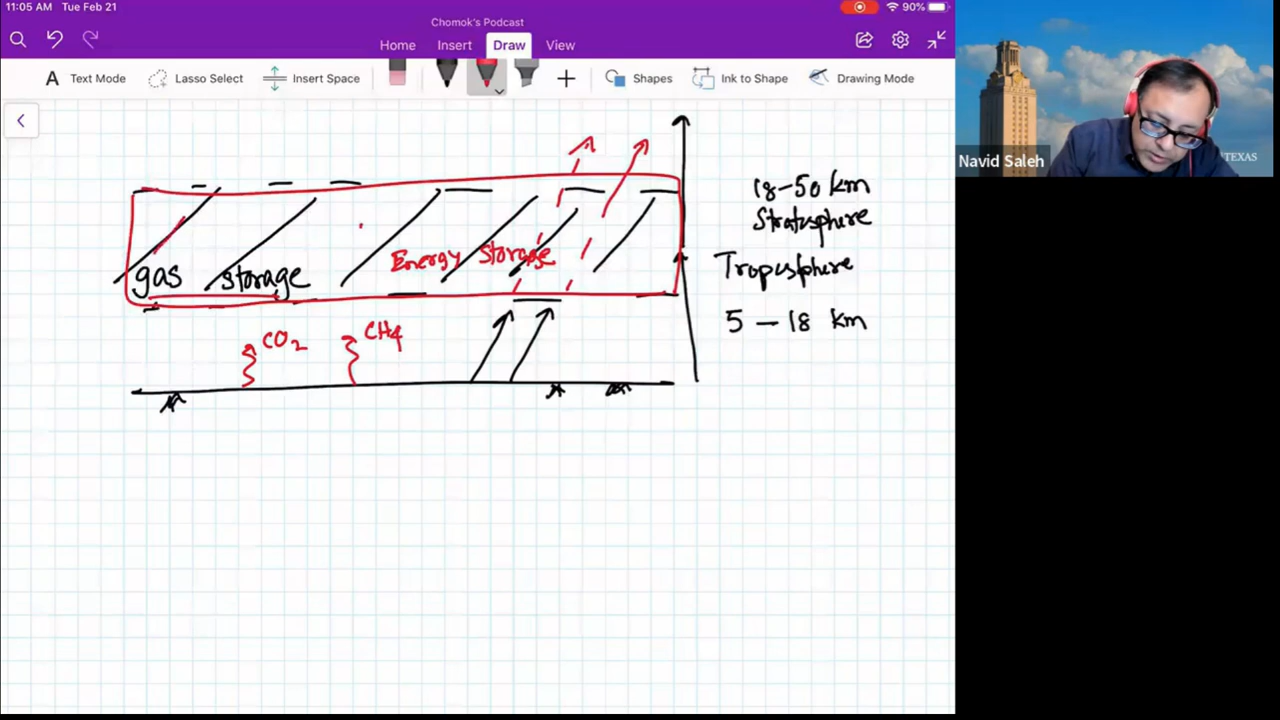 11:05 AM Tue Feb 21
90%
Chomok's Podcast
Home Insert Draw View
Text Mode
Lasso Select
Insert Space
Shapes
Ink to Shape
Drawing Mode
Navid Saleh
TEXAS
18-50 km
Stratosphere
Troposphere
5 – 18 km
Energy Storage
gas storage
CO2
CH4